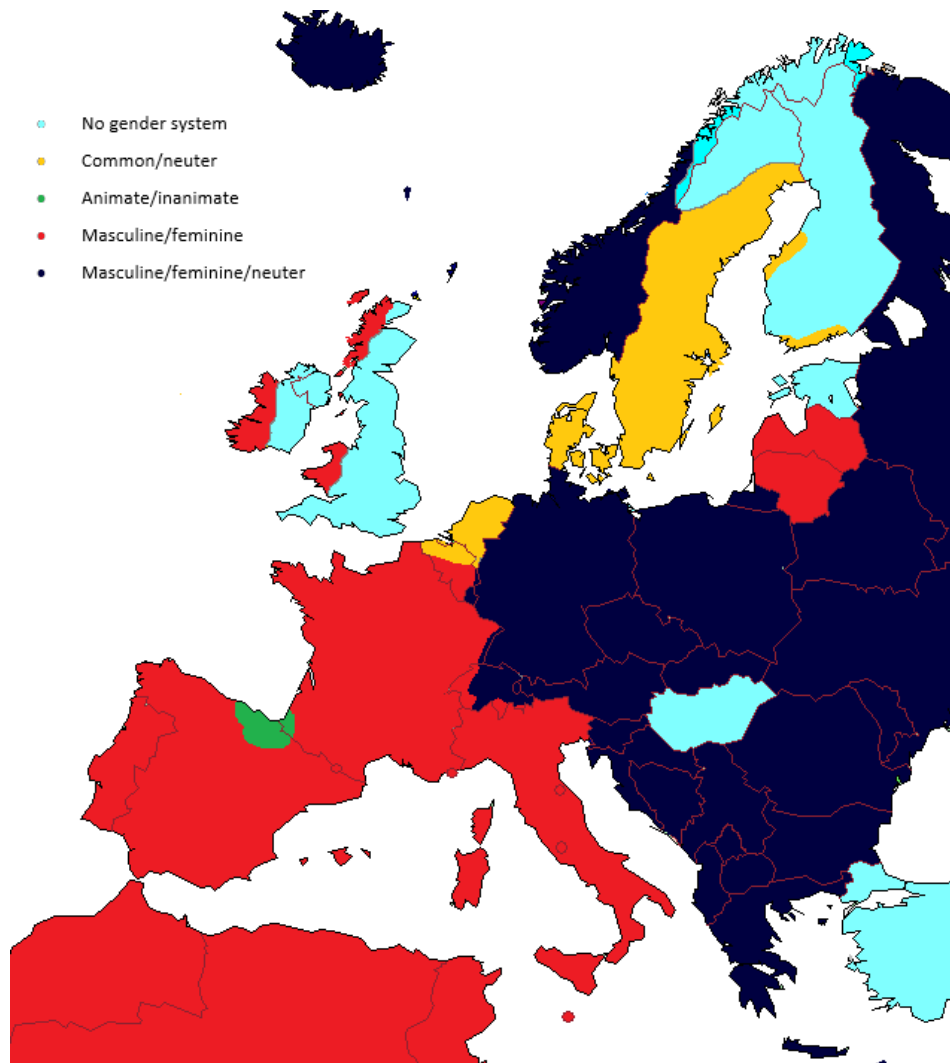 No gender system
Common/neuter
Animate/inanimate
Masculine/feminine
Masculine/feminine/neuter